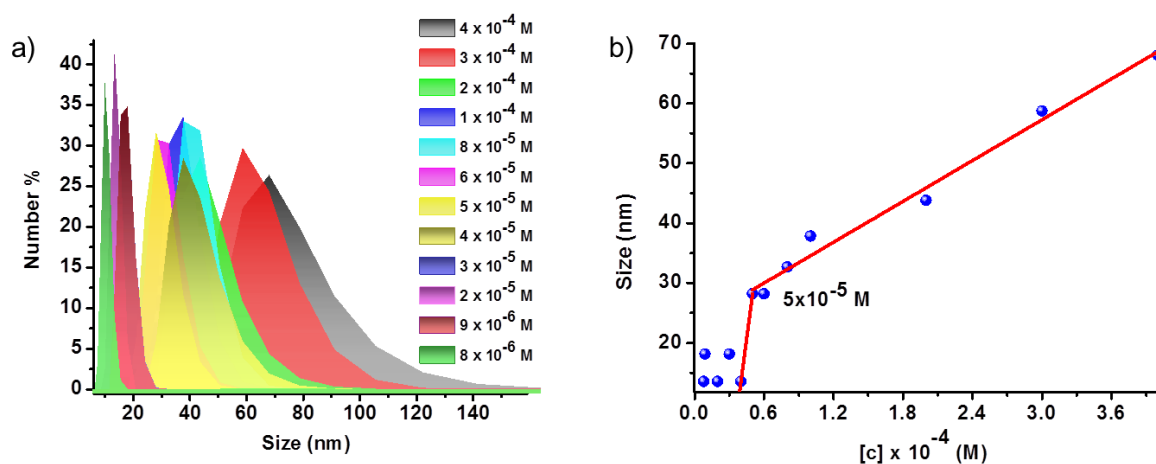 a)
Number %
40
35
30
25
20
15
10
5
0
20 40 60 80 100 120 140
Size (nm)
4 x 10⁻⁴ M
3 x 10⁻⁴ M
2 x 10⁻⁴ M
1 x 10⁻⁴ M
8 x 10⁻⁵ M
6 x 10⁻⁵ M
5 x 10⁻⁵ M
4 x 10⁻⁵ M
3 x 10⁻⁵ M
2 x 10⁻⁵ M
9 x 10⁻⁶ M
8 x 10⁻⁶ M
b)
Size (nm)
70
60
50
40
30
20
5x10⁻⁵ M
0.0 0.6 1.2 1.8 2.4 3.0 3.6
[c] x 10⁻⁴ (M)